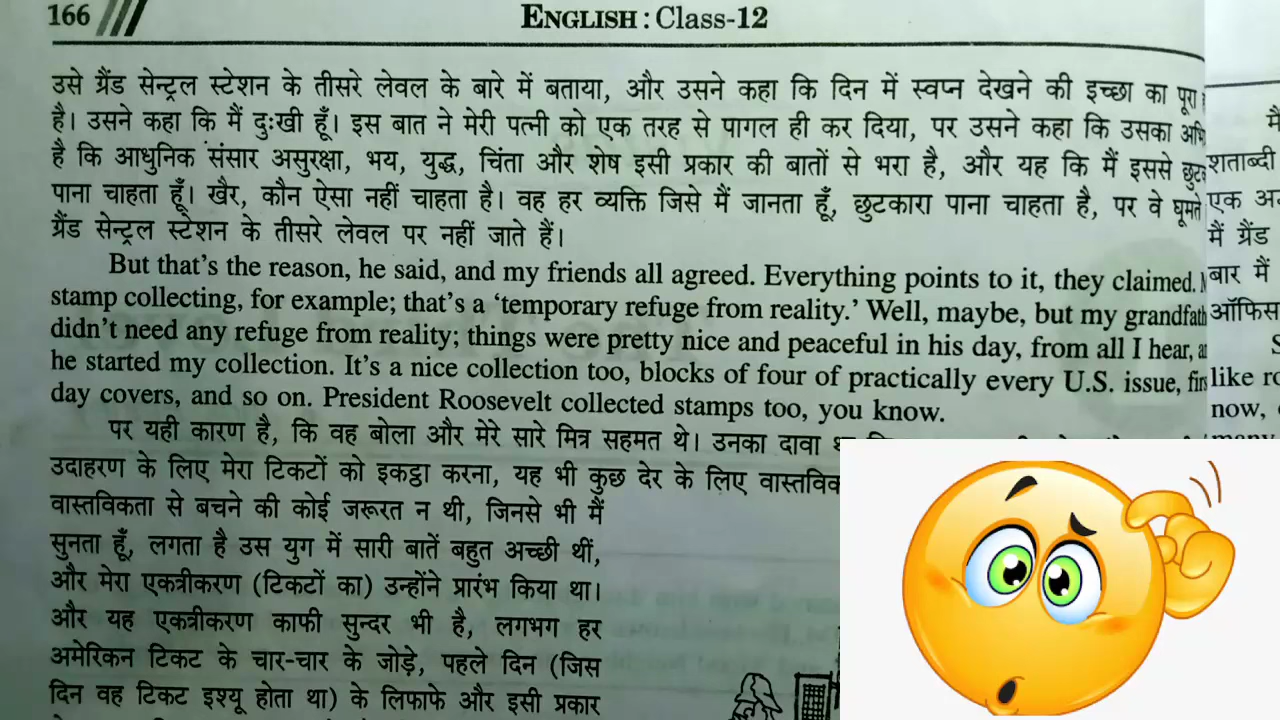 166 ENGLISH : Class-12
उसे ग्रैंड सेन्ट्रल स्टेशन के तीसरे लेवल के बारे में बताया, और उसने कहा कि दिन में स्वप्न देखने की इच्छा का पूरा
है। उसने कहा कि मैं दुःखी हूँ। इस बात ने मेरी पत्नी को एक तरह से पागल ही कर दिया, पर उसने कहा कि उसका
है कि आधुनिक संसार असुरक्षा, भय, युद्ध, चिंता और शेष इसी प्रकार की बातों से भरा है, और यह कि मैं इससे
पाना चाहता हूँ। खैर, कौन ऐसा नहीं चाहता है। वह हर व्यक्ति जिसे मैं जानता हूँ, छुटकारा पाना चाहता है, पर वे घूमते
ग्रैंड सेन्ट्रल स्टेशन के तीसरे लेवल पर नहीं जाते हैं।
But that's the reason, he said, and my friends all agreed. Everything points to it, they claimed.
stamp collecting, for example; that's a 'temporary refuge from reality.' Well, maybe, but my
didn't need any refuge from reality; things were pretty nice and peaceful in his day, from all I hear,
he started my collection. It's a nice collection too, blocks of four of practically every U.S. issue,
day covers, and so on. President Roosevelt collected stamps too, you know.
पर यही कारण है, कि वह बोला और मेरे सारे मित्र सहमत थे। उनका दावा
उदाहरण के लिए मेरा टिकटों को इकट्ठा करना, यह भी कुछ देर के लिए
वास्तविकता से बचने की कोई जरूरत न थी, जिनसे भी मैं
सुनता हूँ, लगता है उस युग में सारी बातें बहुत अच्छी थीं,
और मेरा एकत्रीकरण (टिकटों का) उन्होंने प्रारंभ किया था।
और यह एकत्रीकरण काफी सुन्दर भी है, लगभग हर
अमेरिकन टिकट के चार-चार के जोड़े, पहले दिन (जिस
दिन वह टिकट इश्यू होता था) के लिफाफे और इसी प्रकार
शताब्दी
एक
मैं ग्रैंड
बार मैं
ऑफिस
like
now,